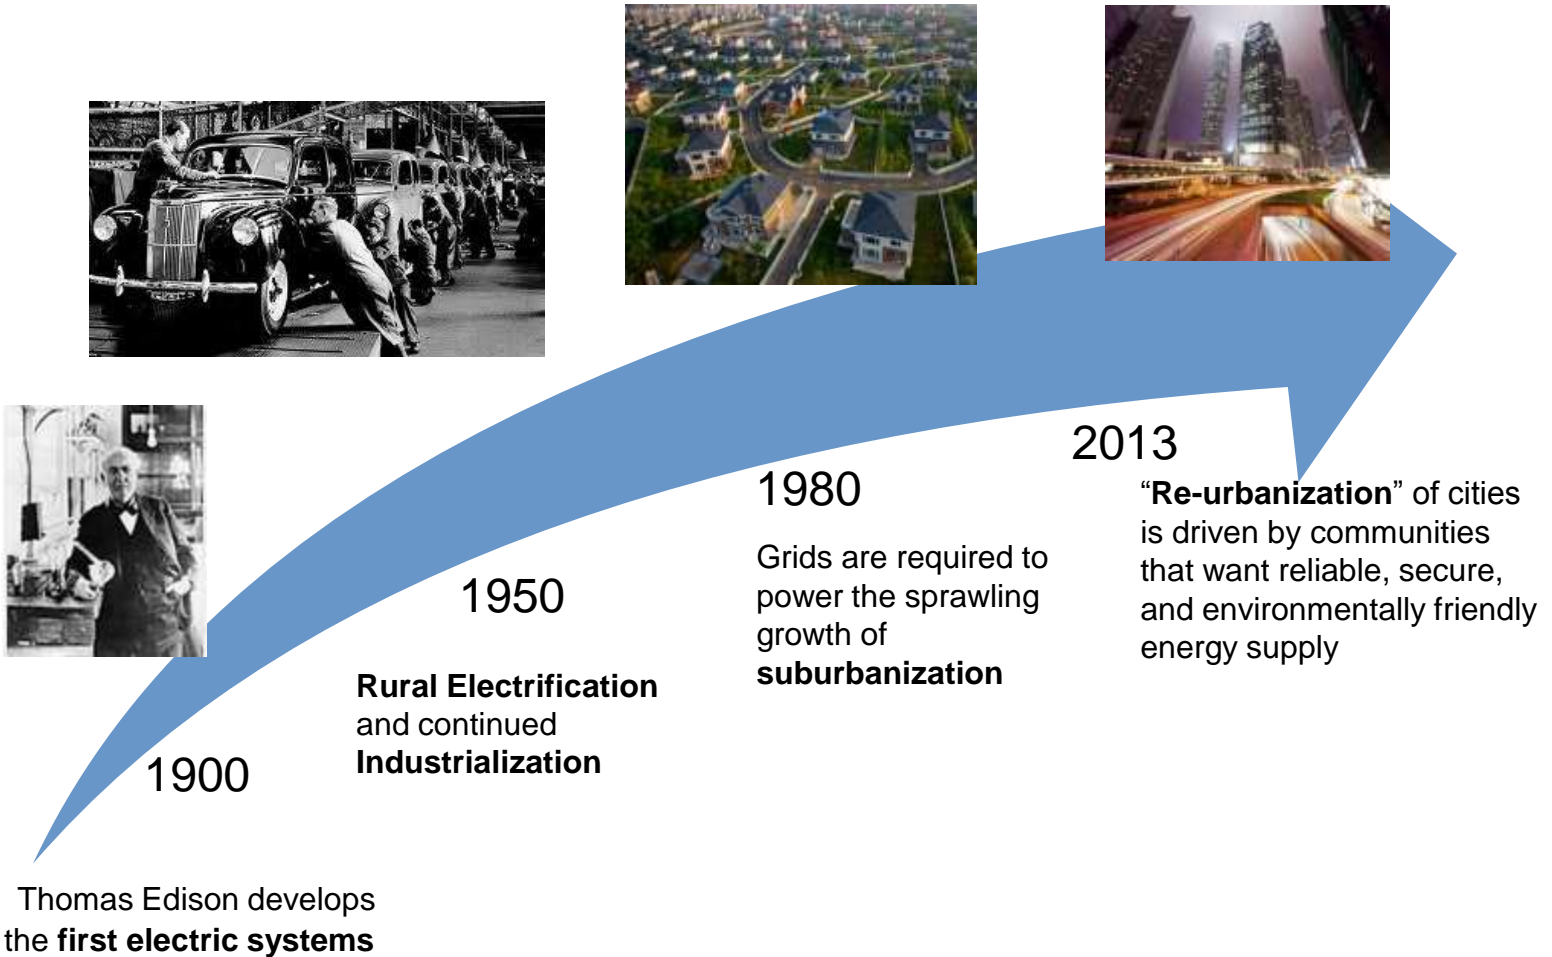 1900
Thomas Edison develops
the first electric systems
1950
Rural Electrification
and continued
Industrialization
1980
Grids are required to
power the sprawling
growth of
suburbanization
2013
“Re-urbanization” of cities
is driven by communities
that want reliable, secure,
and environmentally friendly
energy supply